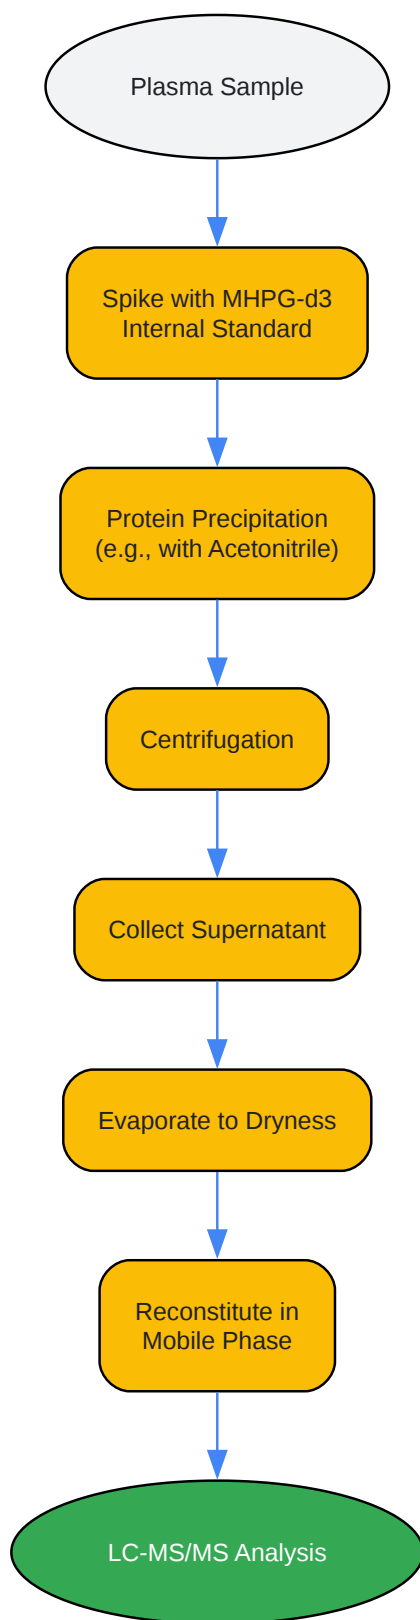 Plasma Sample
Spike with MHPG-d3
Internal Standard
Protein Precipitation
(e.g., with Acetonitrile)
Centrifugation
Collect Supernatant
Evaporate to Dryness
Reconstitute in
Mobile Phase
LC-MS/MS Analysis